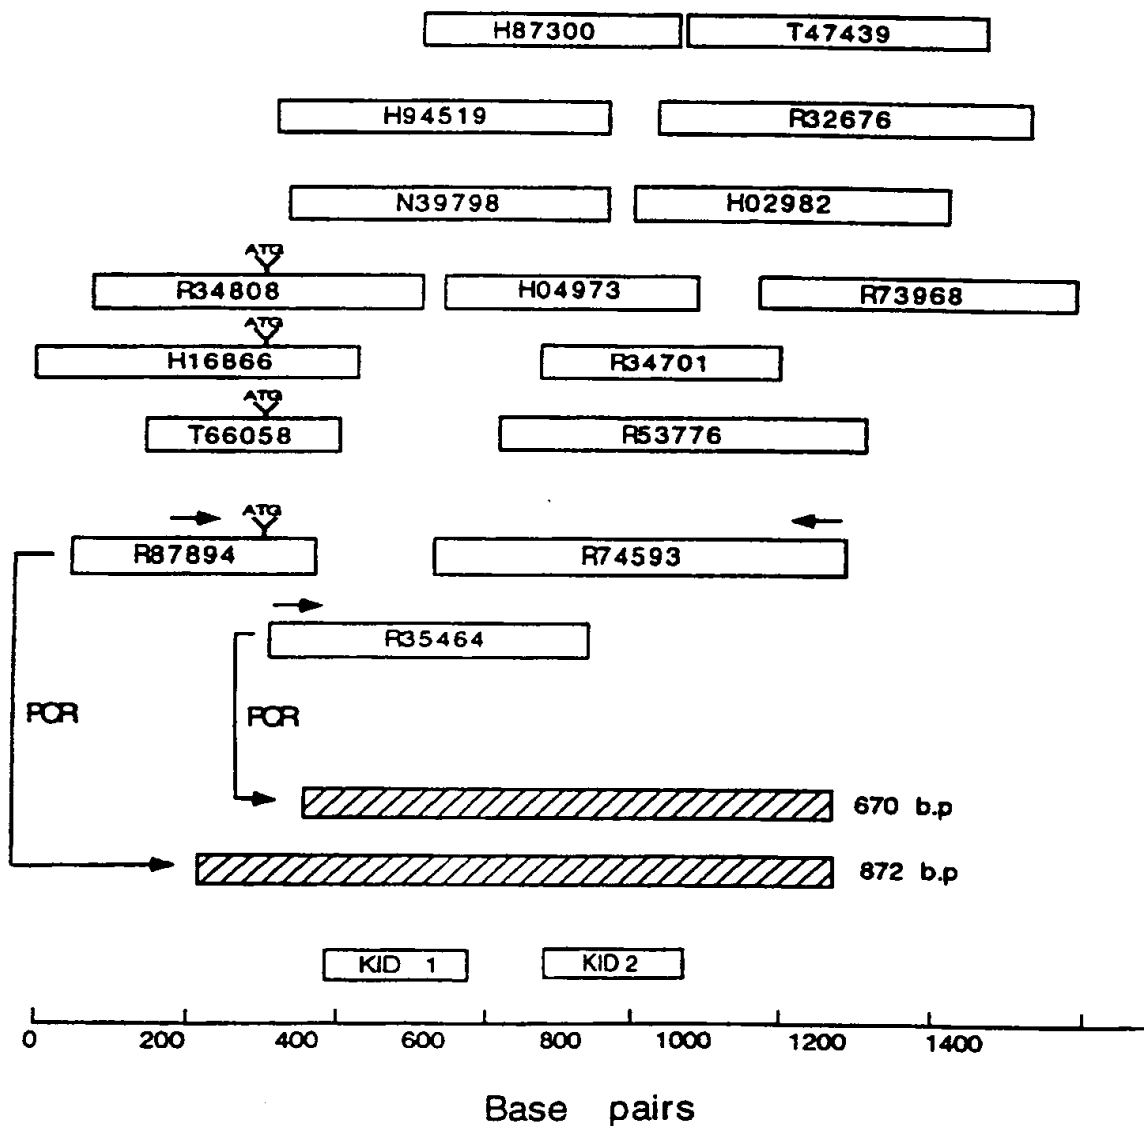 H87300 T47439
H94519 R32676
N39798 H02982
ATG
R34808 H04973 R73968
ATG
H16866 R34701
ATG
T66058 R53776
ATG
R87894 R74593
R35464
PCR PCR
670 b.p
872 b.p
KID 1 KID 2
0 200 400 600 800 1000 1200 1400
Base pairs